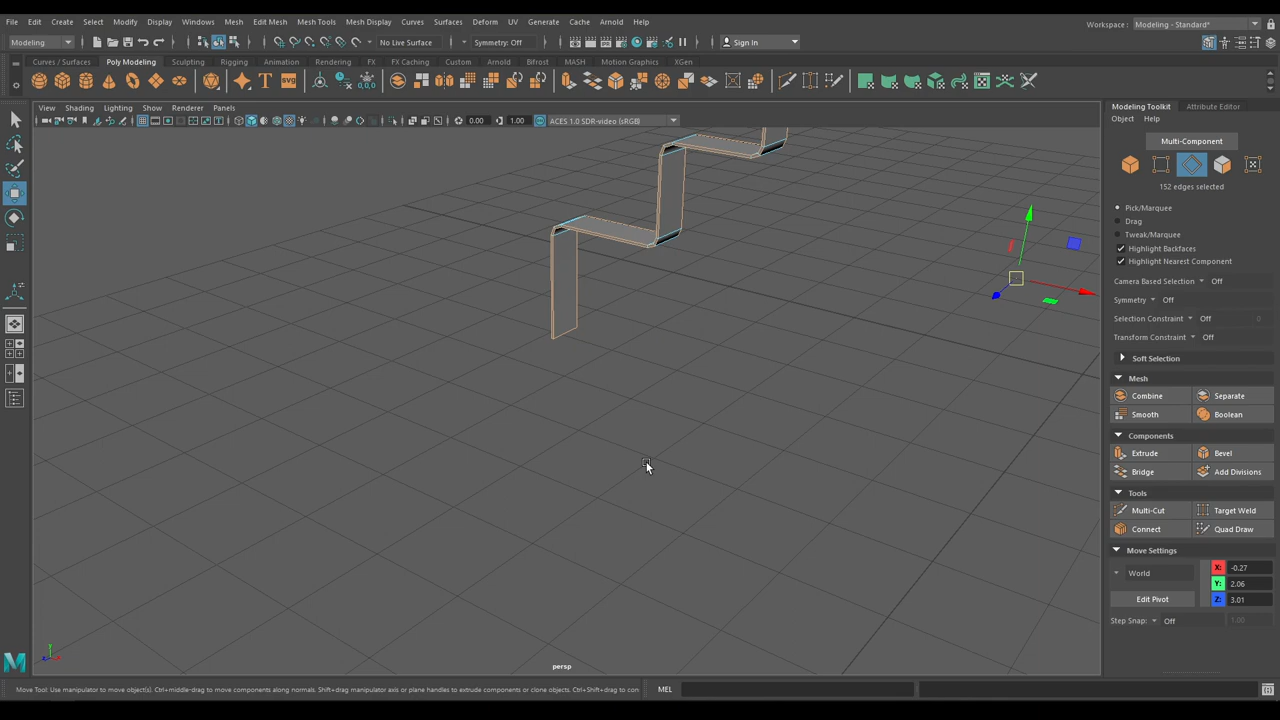 File Edit Create Select Modify Display Windows Mesh Edit Mesh Mesh Tools Mesh Display Curves Surfaces Deform UV Generate Cache Arnold Help
Workspace : Modeling - Standard*
Modeling No Live Surface Symmetry: Off Sign In
Curves / Surfaces Poly Modeling Sculpting Rigging Animation Rendering FX FX Caching Custom Arnold Bifrost MASH Motion Graphics XGen
SVG
View Shading Lighting Show Renderer Panels
0.00 1.00 ACES 1.0 SDR-video (sRGB)
Modeling Toolkit Attribute Editor
Object Help
Multi-Component
152 edges selected
Pick/Marquee
Drag
Tweak/Marquee
Highlight Backfaces
Highlight Nearest Component
Camera Based Selection Off
Symmetry Off
Selection Constraint Off 0
Transform Constraint Off
Soft Selection
Mesh
Combine Separate
Smooth Boolean
Components
Extrude Bevel
Bridge Add Divisions
Tools
Multi-Cut Target Weld
Connect Quad Draw
Move Settings
World X: -0.27
Y: 2.06
Edit Pivot Z: 3.01
Step Snap: Off 1.00
persp
Move Tool: Use manipulator to move object(s). Ctrl+middle-drag to move components along normals. Shift+drag manipulator axis or plane handles to extrude components or clone objects. Ctrl+Shift+drag to con
MEL